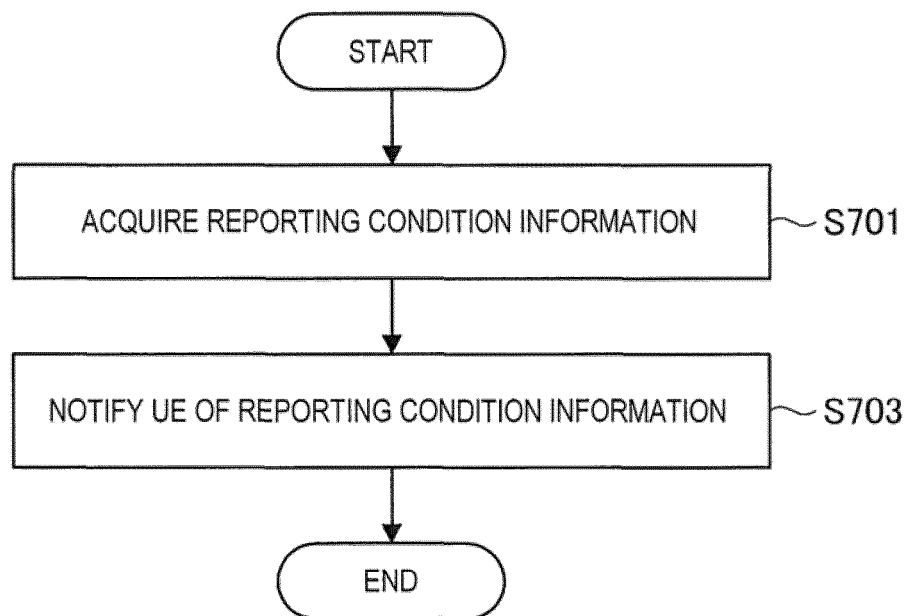 START
ACQUIRE REPORTING CONDITION INFORMATION
S701
NOTIFY UE OF REPORTING CONDITION INFORMATION
S703
END